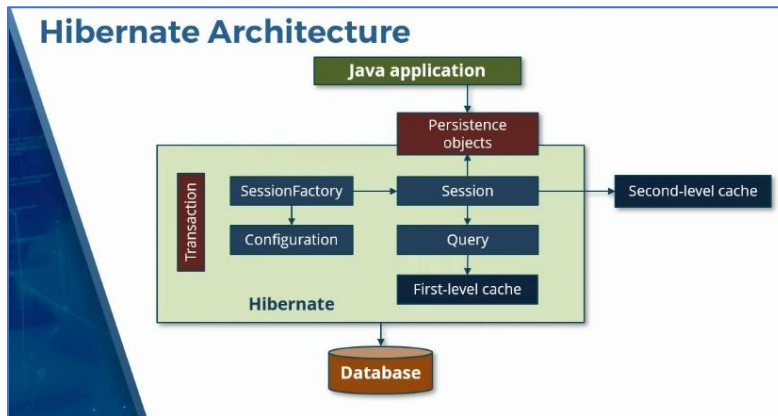 Hibernate Architecture
Java application
Persistence
objects
Transaction
SessionFactory
Session
Second-level cache
Configuration
Query
First-level cache
Hibernate
Database